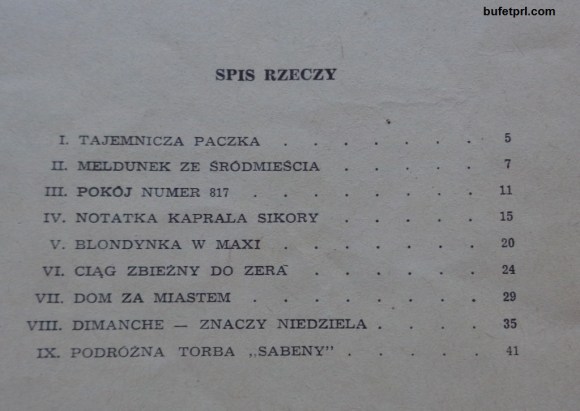 bufetprl.com
SPIS RZECZY
I. TAJEMNICZA PACZKA . . . . . . . 5
II. MELDUNEK ZE ŚRÓDMIEŚCIA . . . . . 7
III. POKÓJ NUMER 817 . . . . . . . . 11
IV. NOTATKA KAPRALA SIKORY . . . . . 15
V. BLONDYNKA W MAXI . . . . . . . 20
VI. CIĄG ZBIEŻNY DO ZERA . . . . . . 24
VII. DOM ZA MIASTEM . . . . . . . . 29
VIII. DIMANCHE — ZNACZY NIEDZIELA . . . . 35
IX. PODRÓŻNA TORBA „SABENY” . . . . . 41